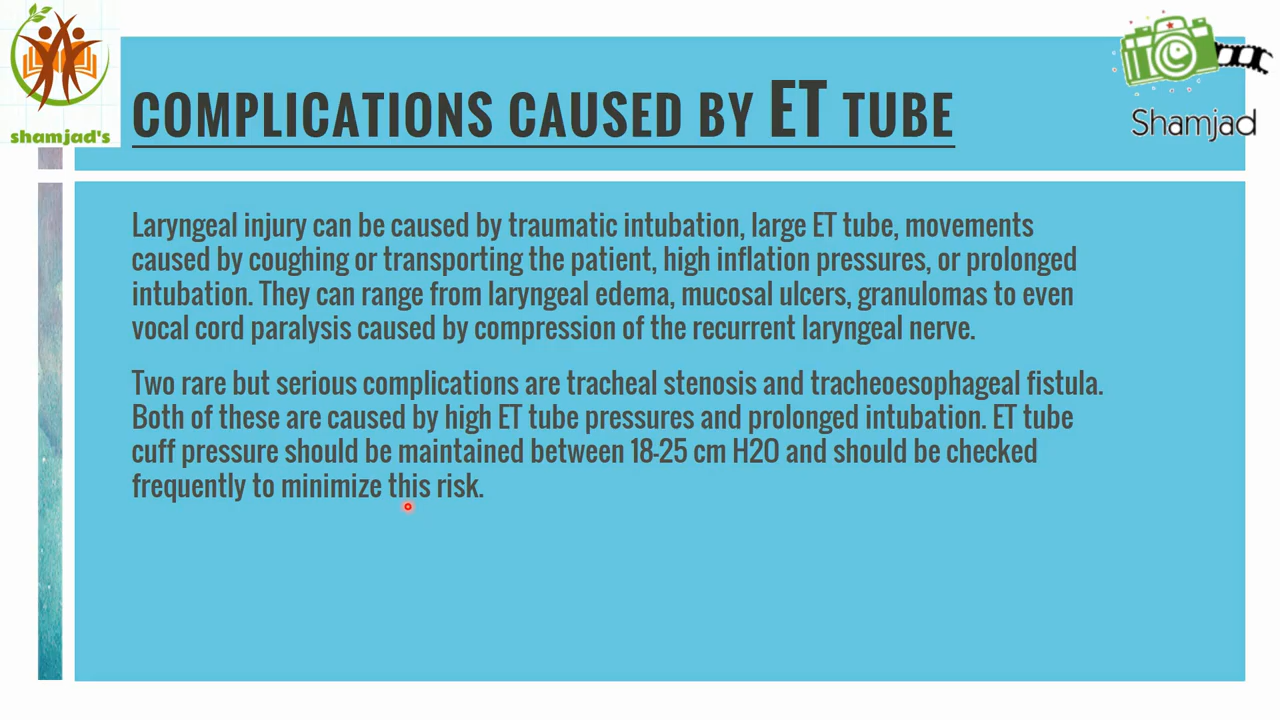 shamjad's
Shamjad
COMPLICATIONS CAUSED BY ET TUBE
Laryngeal injury can be caused by traumatic intubation, large ET tube, movements
caused by coughing or transporting the patient, high inflation pressures, or prolonged
intubation. They can range from laryngeal edema, mucosal ulcers, granulomas to even
vocal cord paralysis caused by compression of the recurrent laryngeal nerve.
Two rare but serious complications are tracheal stenosis and tracheoesophageal fistula.
Both of these are caused by high ET tube pressures and prolonged intubation. ET tube
cuff pressure should be maintained between 18-25 cm H2O and should be checked
frequently to minimize this risk.